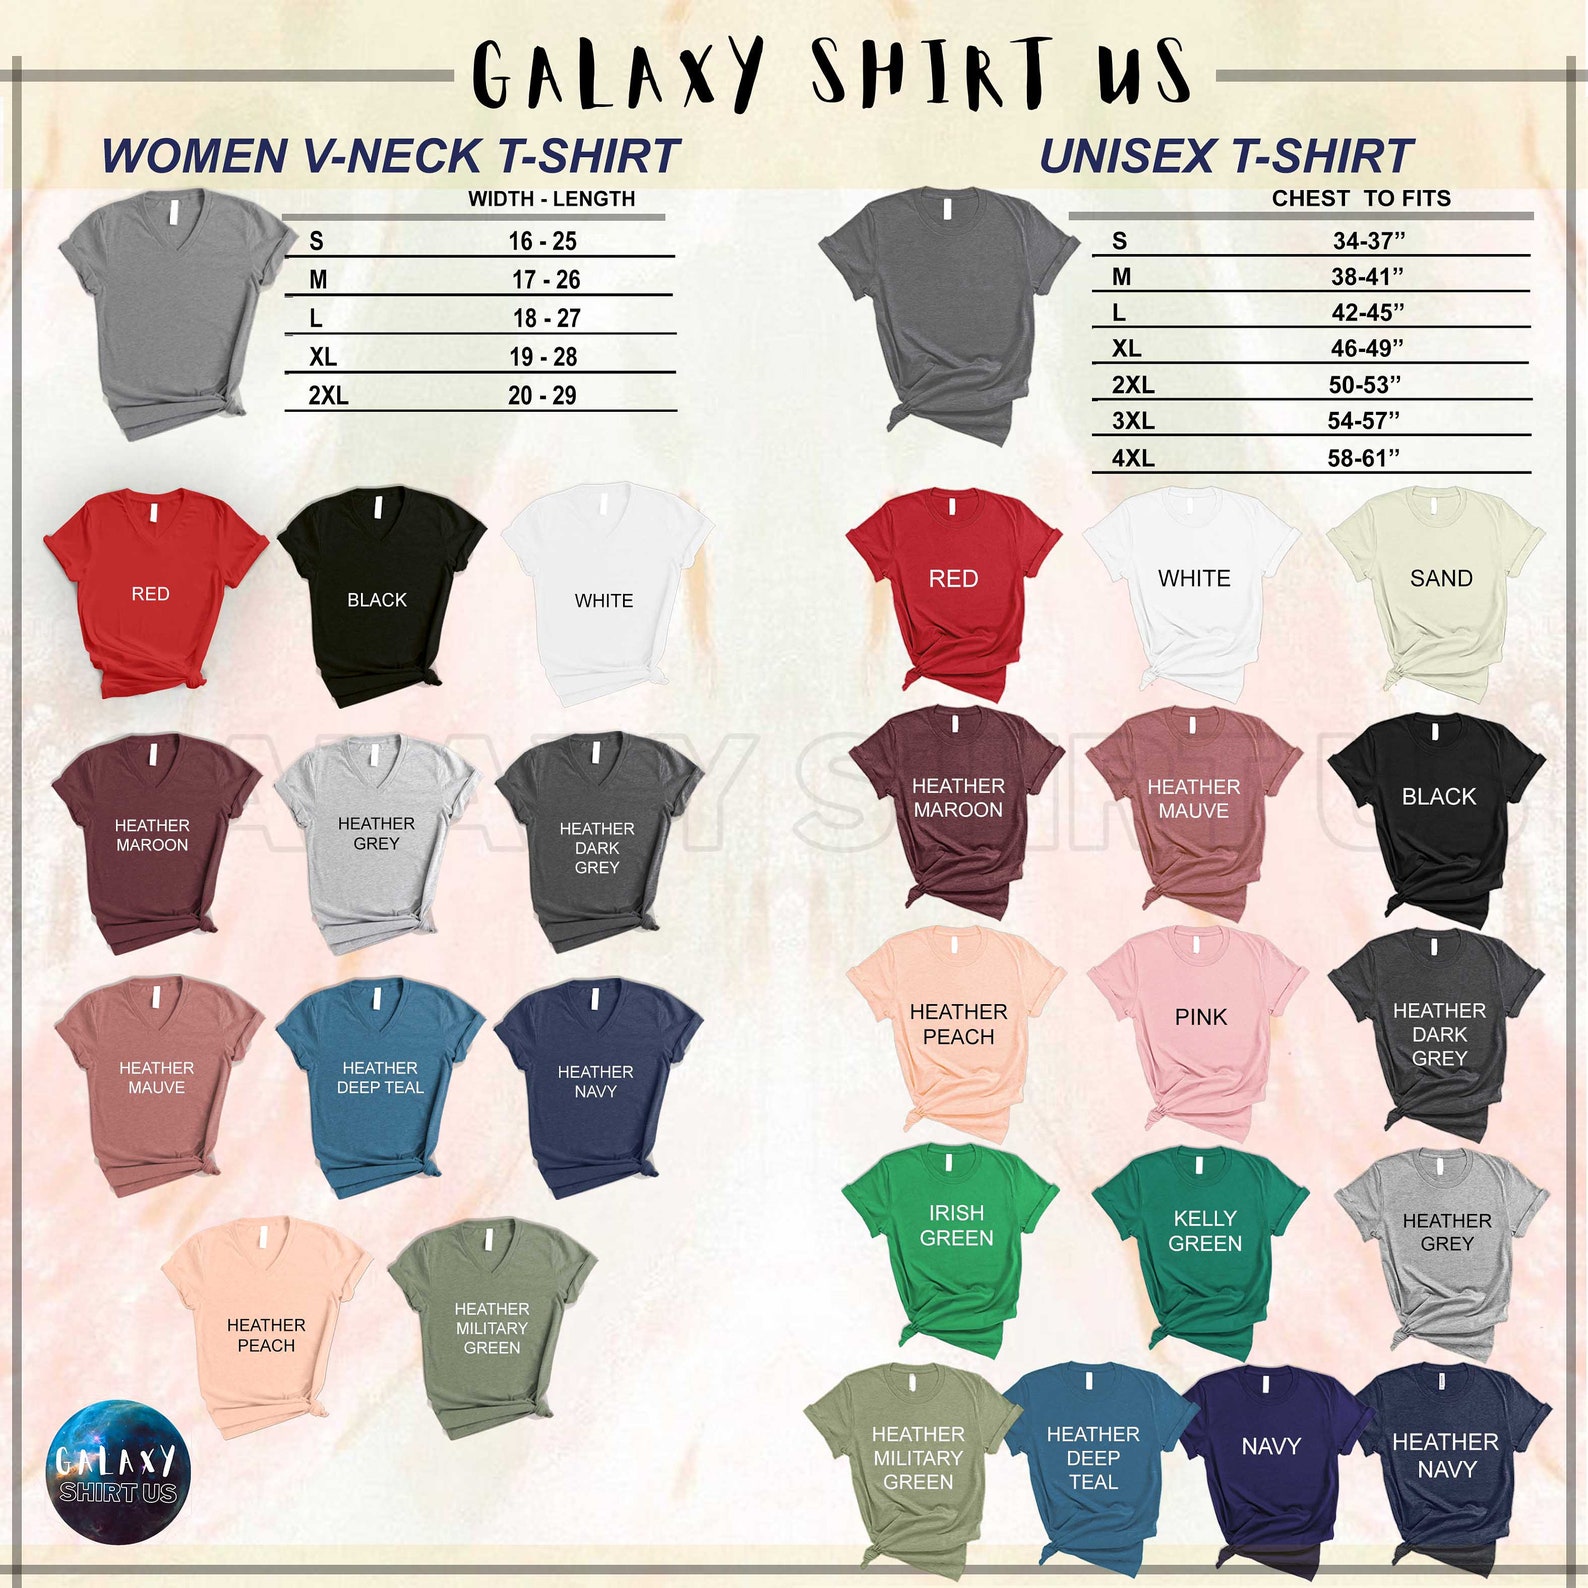 GALAXY SHIRT US
WOMEN V-NECK T-SHIRT
WIDTH - LENGTH
S 16 - 25
M 17 - 26
L 18 - 27
XL 19 - 28
2XL 20 - 29
RED
BLACK
WHITE
HEATHER
MAROON
HEATHER
GREY
HEATHER
DARK
GREY
HEATHER
MAUVE
HEATHER
DEEP TEAL
HEATHER
NAVY
HEATHER
PEACH
HEATHER
MILITARY
GREEN
GALAXY
SHIRT US
UNISEX T-SHIRT
CHEST TO FITS
S 34-37”
M 38-41”
L 42-45”
XL 46-49”
2XL 50-53”
3XL 54-57”
4XL 58-61”
RED
WHITE
SAND
HEATHER
MAROON
HEATHER
MAUVE
BLACK
HEATHER
PEACH
PINK
HEATHER
DARK
GREY
IRISH
GREEN
KELLY
GREEN
HEATHER
GREY
HEATHER
MILITARY
GREEN
HEATHER
DEEP
TEAL
NAVY
HEATHER
NAVY
GALAXY SHIRT US